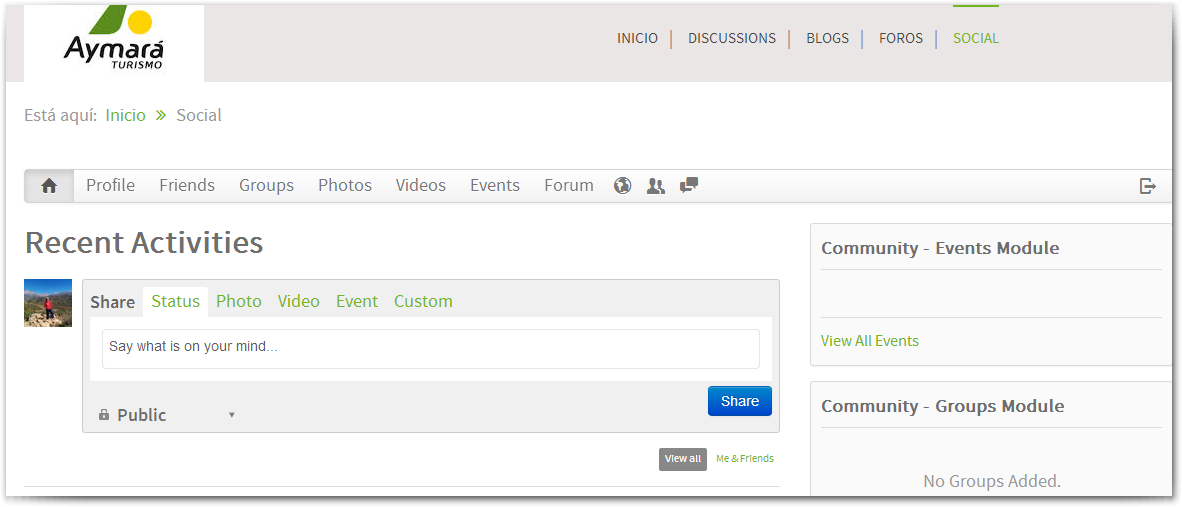 Aymará
TURISMO
INICIO | DISCUSSIONS | BLOGS | FOROS | SOCIAL
Está aquí: Inicio » Social
Profile Friends Groups Photos Videos Events Forum
Recent Activities
Share Status Photo Video Event Custom
Say what is on your mind...
Public
Share
View all Me & Friends
Community - Events Module
View All Events
Community - Groups Module
No Groups Added.